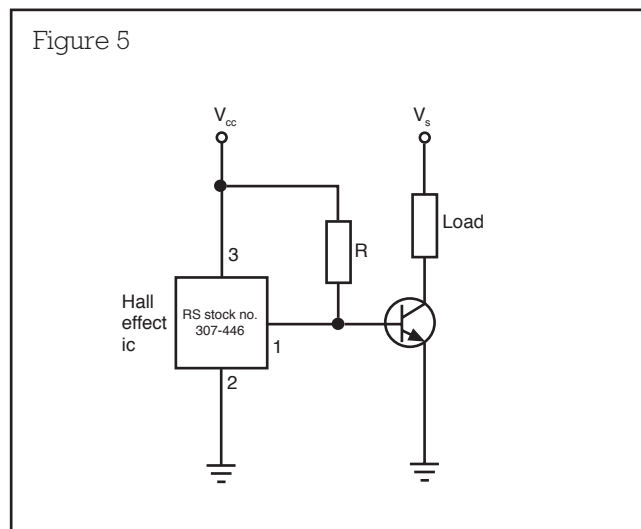 Figure 5
Vcc
Vs
Load
R
3
Hall
effect
ic
RS stock no.
307-446
1
2